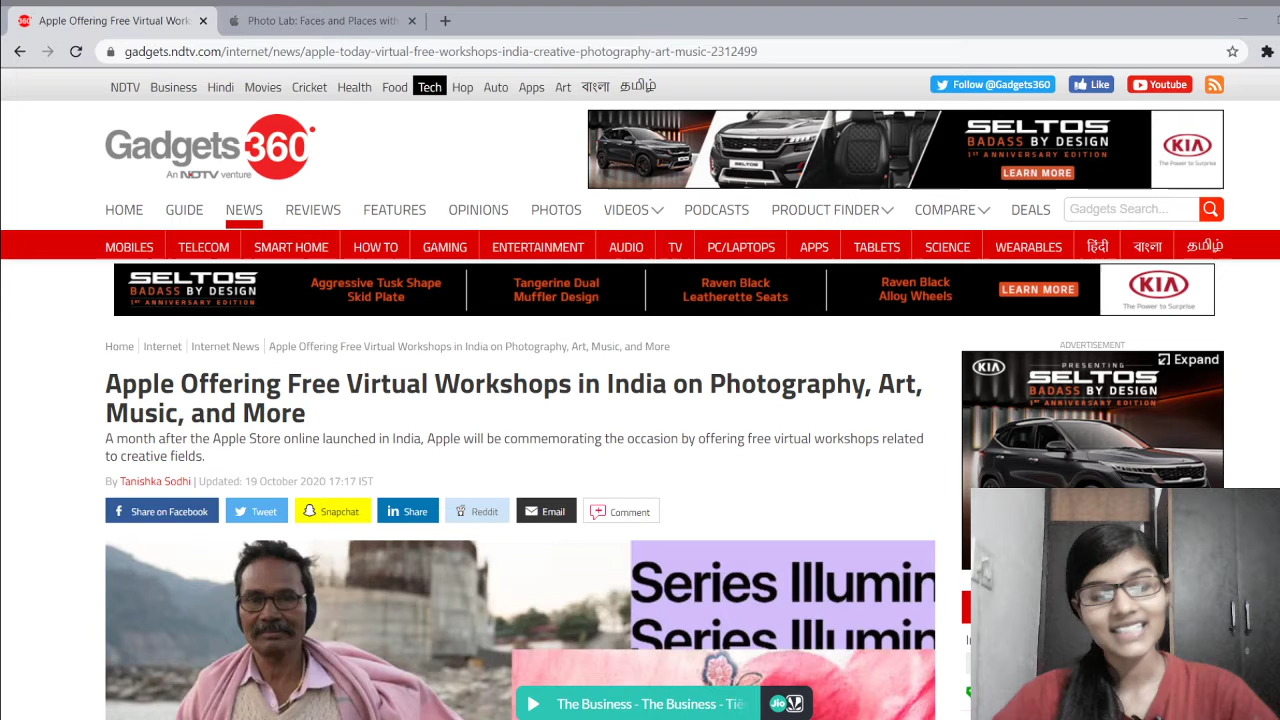 Apple Offering Free Virtual Work
Photo Lab: Faces and Places with
gadgets.ndtv.com/internet/news/apple-today-virtual-free-workshops-india-creative-photography-art-music-2312499
NDTV Business Hindi Movies Cricket Health Food Tech Hop Auto Apps Art বাংলা தமிழ்
Follow @Gadgets360 Like Youtube
Gadgets 360
An NDTV venture
SELTOS
BADASS BY DESIGN
1ST ANNIVERSARY EDITION
LEARN MORE
KIA
The Power to Surprise
HOME GUIDE NEWS REVIEWS FEATURES OPINIONS PHOTOS VIDEOS PODCASTS PRODUCT FINDER COMPARE DEALS Gadgets Search...
MOBILES TELECOM SMART HOME HOW TO GAMING ENTERTAINMENT AUDIO TV PC/LAPTOPS APPS TABLETS SCIENCE WEARABLES हिंदी বাংলা தமிழ்
SELTOS
BADASS BY DESIGN
1ST ANNIVERSARY EDITION
Aggressive Tusk Shape
Skid Plate
Tangerine Dual
Muffler Design
Raven Black
Leatherette Seats
Raven Black
Alloy Wheels
LEARN MORE
KIA
The Power to Surprise
Home Internet Internet News Apple Offering Free Virtual Workshops in India on Photography, Art, Music, and More
ADVERTISEMENT
Expand
KIA
PRESENTING
SELTOS
BADASS BY DESIGN
1ST ANNIVERSARY EDITION
Apple Offering Free Virtual Workshops in India on Photography, Art,
Music, and More
A month after the Apple Store online launched in India, Apple will be commemorating the occasion by offering free virtual workshops related
to creative fields.
By Tanishka Sodhi | Updated: 19 October 2020 17:17 IST
Share on Facebook Tweet Snapchat Share Reddit Email Comment
Series Illumin
Series Illumin
The Business - The Business - Tië
Jio